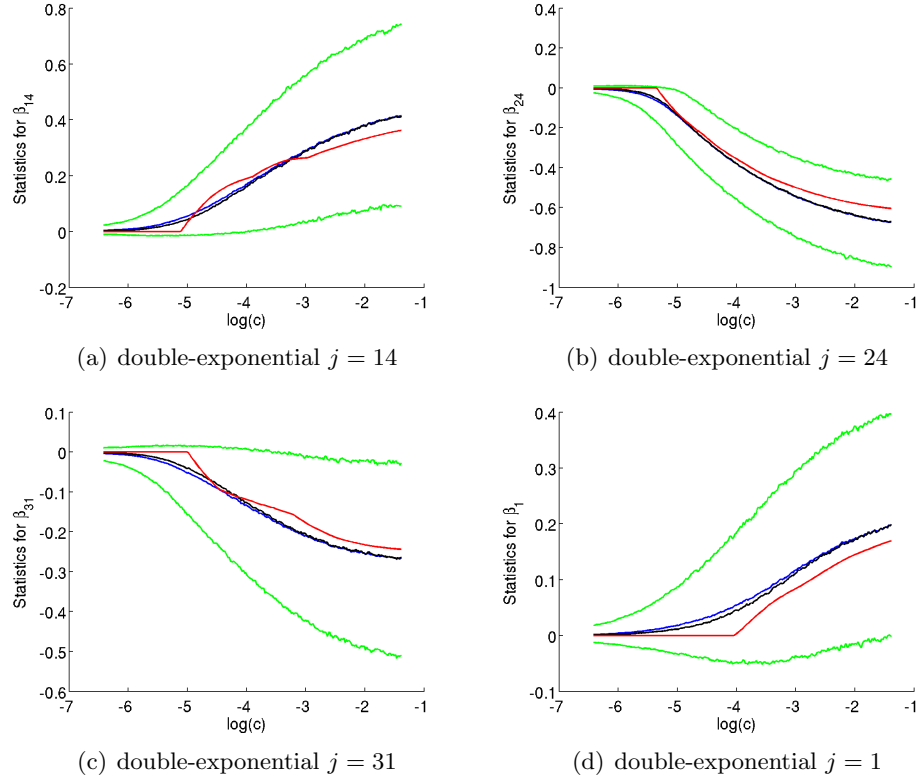 0.8
0.6
0.4
0.2
0
-0.2
Statistics for β14
-7 -6 -5 -4 -3 -2 -1
log(c)
(a) double-exponential j = 14
0.4
0.2
0
-0.2
-0.4
-0.6
-0.8
-1
Statistics for β24
-7 -6 -5 -4 -3 -2 -1
log(c)
(b) double-exponential j = 24
0.1
0
-0.1
-0.2
-0.3
-0.4
-0.5
-0.6
Statistics for β31
-7 -6 -5 -4 -3 -2 -1
log(c)
(c) double-exponential j = 31
0.4
0.3
0.2
0.1
0
-0.1
Statistics for β1
-7 -6 -5 -4 -3 -2 -1
log(c)
(d) double-exponential j = 1